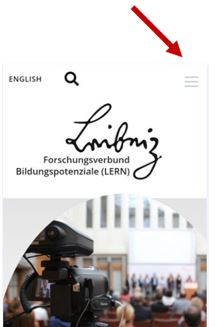 ENGLISH
Leibniz
Forschungsverbund
Bildungspotenziale (LERN)